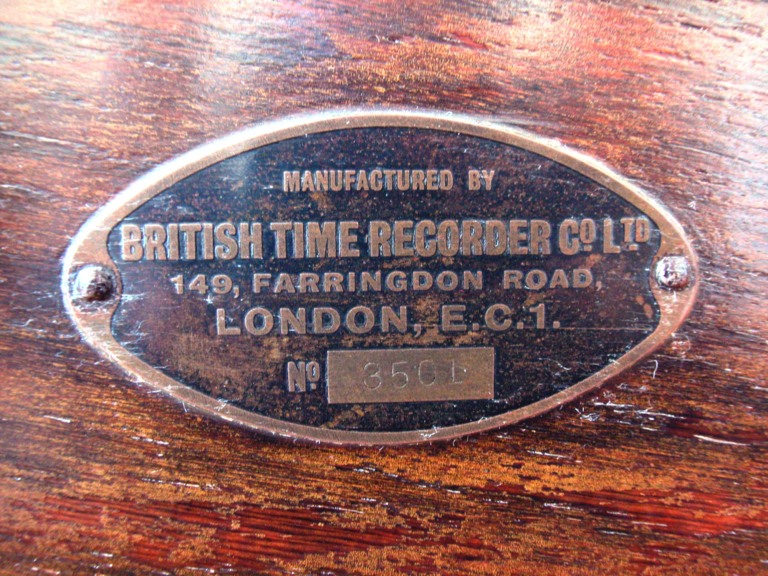 MANUFACTURED BY
BRITISH TIME RECORDER CO LTD
149, FARRINGDON ROAD,
LONDON, E.C.1.
NO